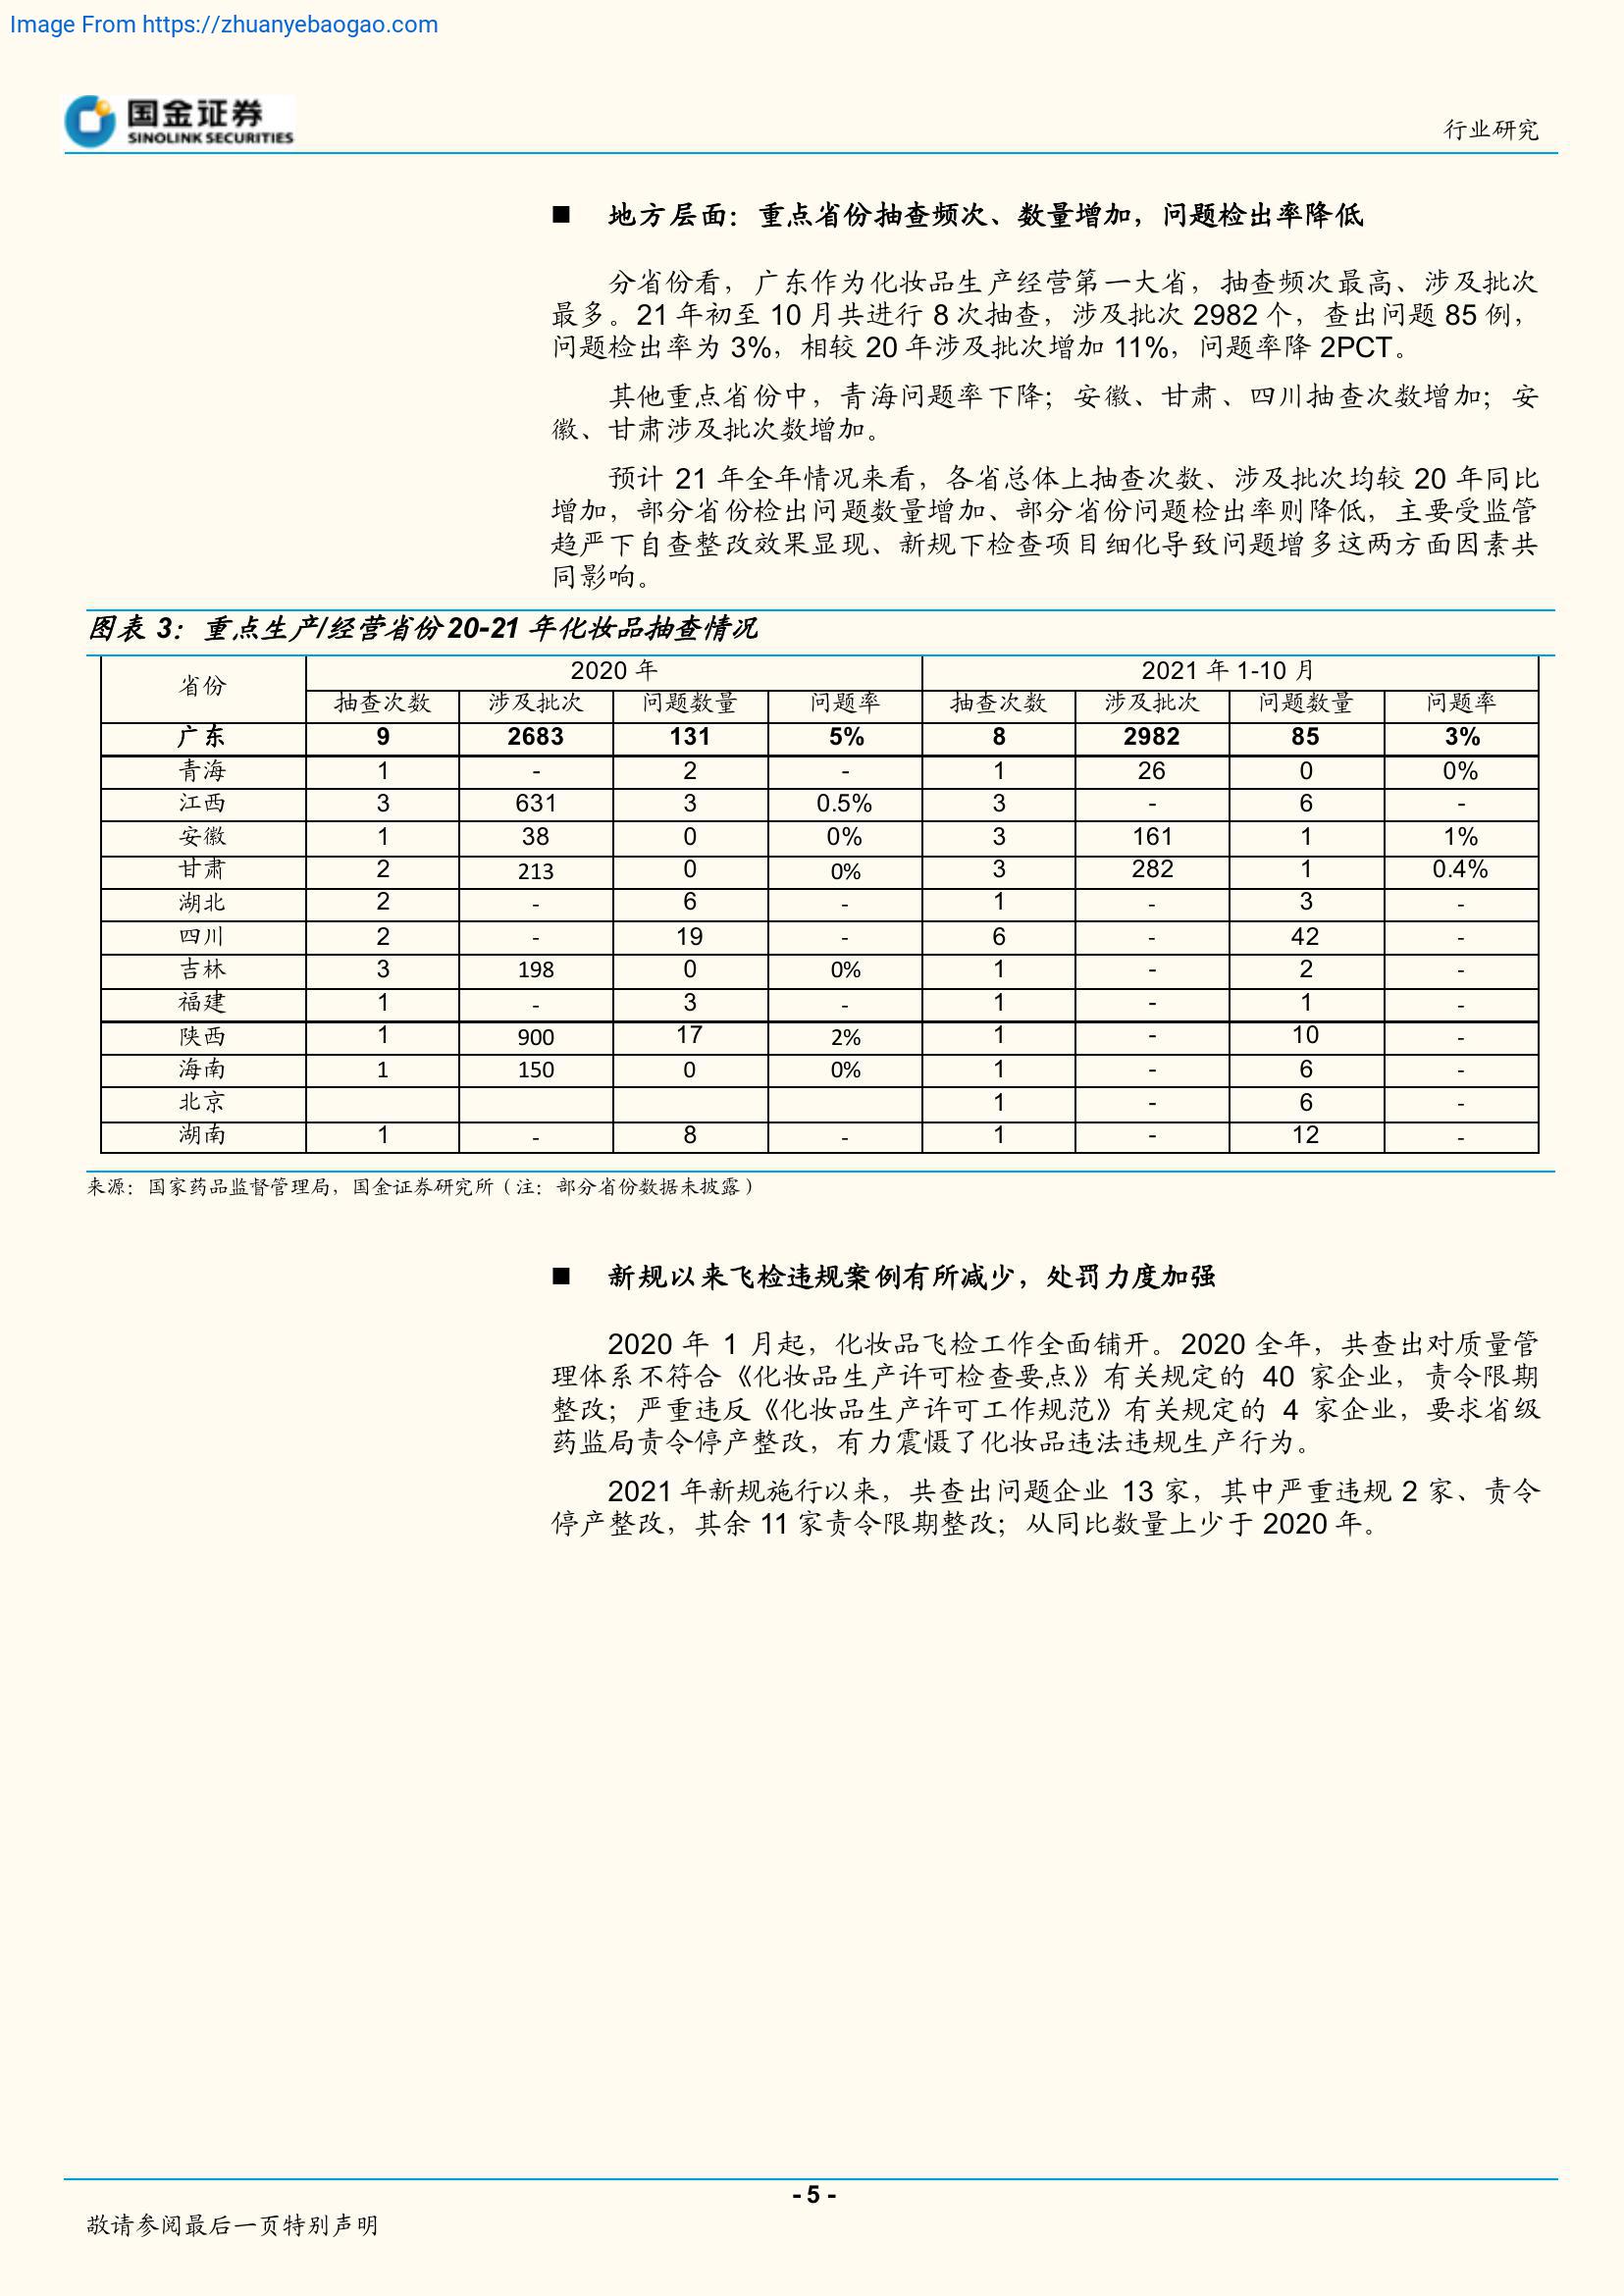 Image From https://zhuanyebaogao.com
国金证券
SINOLINK SECURITIES
行业研究
■ 地方层面：重点省份抽查频次、数量增加，问题检出率降低
分省份看，广东作为化妆品生产经营第一大省，抽查频次最高、涉及批次
最多。21 年初至 10 月共进行 8 次抽查，涉及批次 2982 个，查出问题 85 例，
问题检出率为 3%，相较 20 年涉及批次增加 11%，问题率降 2PCT。
其他重点省份中，青海问题率下降；安徽、甘肃、四川抽查次数增加；安
徽、甘肃涉及批次数增加。
预计 21 年全年情况来看，各省总体上抽查次数、涉及批次均较 20 年同比
增加，部分省份检出问题数量增加、部分省份问题检出率则降低，主要受监管
趋严下自查整改效果显现、新规下检查项目细化导致问题增多这两方面因素共
同影响。
图表 3：重点生产/经营省份 20-21 年化妆品抽查情况
省份 2020 年 2021 年 1-10 月
抽查次数 涉及批次 问题数量 问题率 抽查次数 涉及批次 问题数量 问题率
广东 9 2683 131 5% 8 2982 85 3%
青海 1 - 2 - 1 26 0 0%
江西 3 631 3 0.5% 3 - 6 -
安徽 1 38 0 0% 3 161 1 1%
甘肃 2 213 0 0% 3 282 1 0.4%
湖北 2 - 6 - 1 - 3 -
四川 2 - 19 - 6 - 42 -
吉林 3 198 0 0% 1 - 2 -
福建 1 - 3 - 1 - 1 -
陕西 1 900 17 2% 1 - 10 -
海南 1 150 0 0% 1 - 6 -
北京 1 - 6 -
湖南 1 - 8 - 1 - 12 -
来源：国家药品监督管理局，国金证券研究所（注：部分省份数据未披露）
■ 新规以来飞检违规案例有所减少，处罚力度加强
2020 年 1 月起，化妆品飞检工作全面铺开。2020 全年，共查出对质量管
理体系不符合《化妆品生产许可检查要点》有关规定的 40 家企业，责令限期
整改；严重违反《化妆品生产许可工作规范》有关规定的 4 家企业，要求省级
药监局责令停产整改，有力震慑了化妆品违法违规生产行为。
2021 年新规施行以来，共查出问题企业 13 家，其中严重违规 2 家、责令
停产整改，其余 11 家责令限期整改；从同比数量上少于 2020 年。
- 5 -
敬请参阅最后一页特别声明